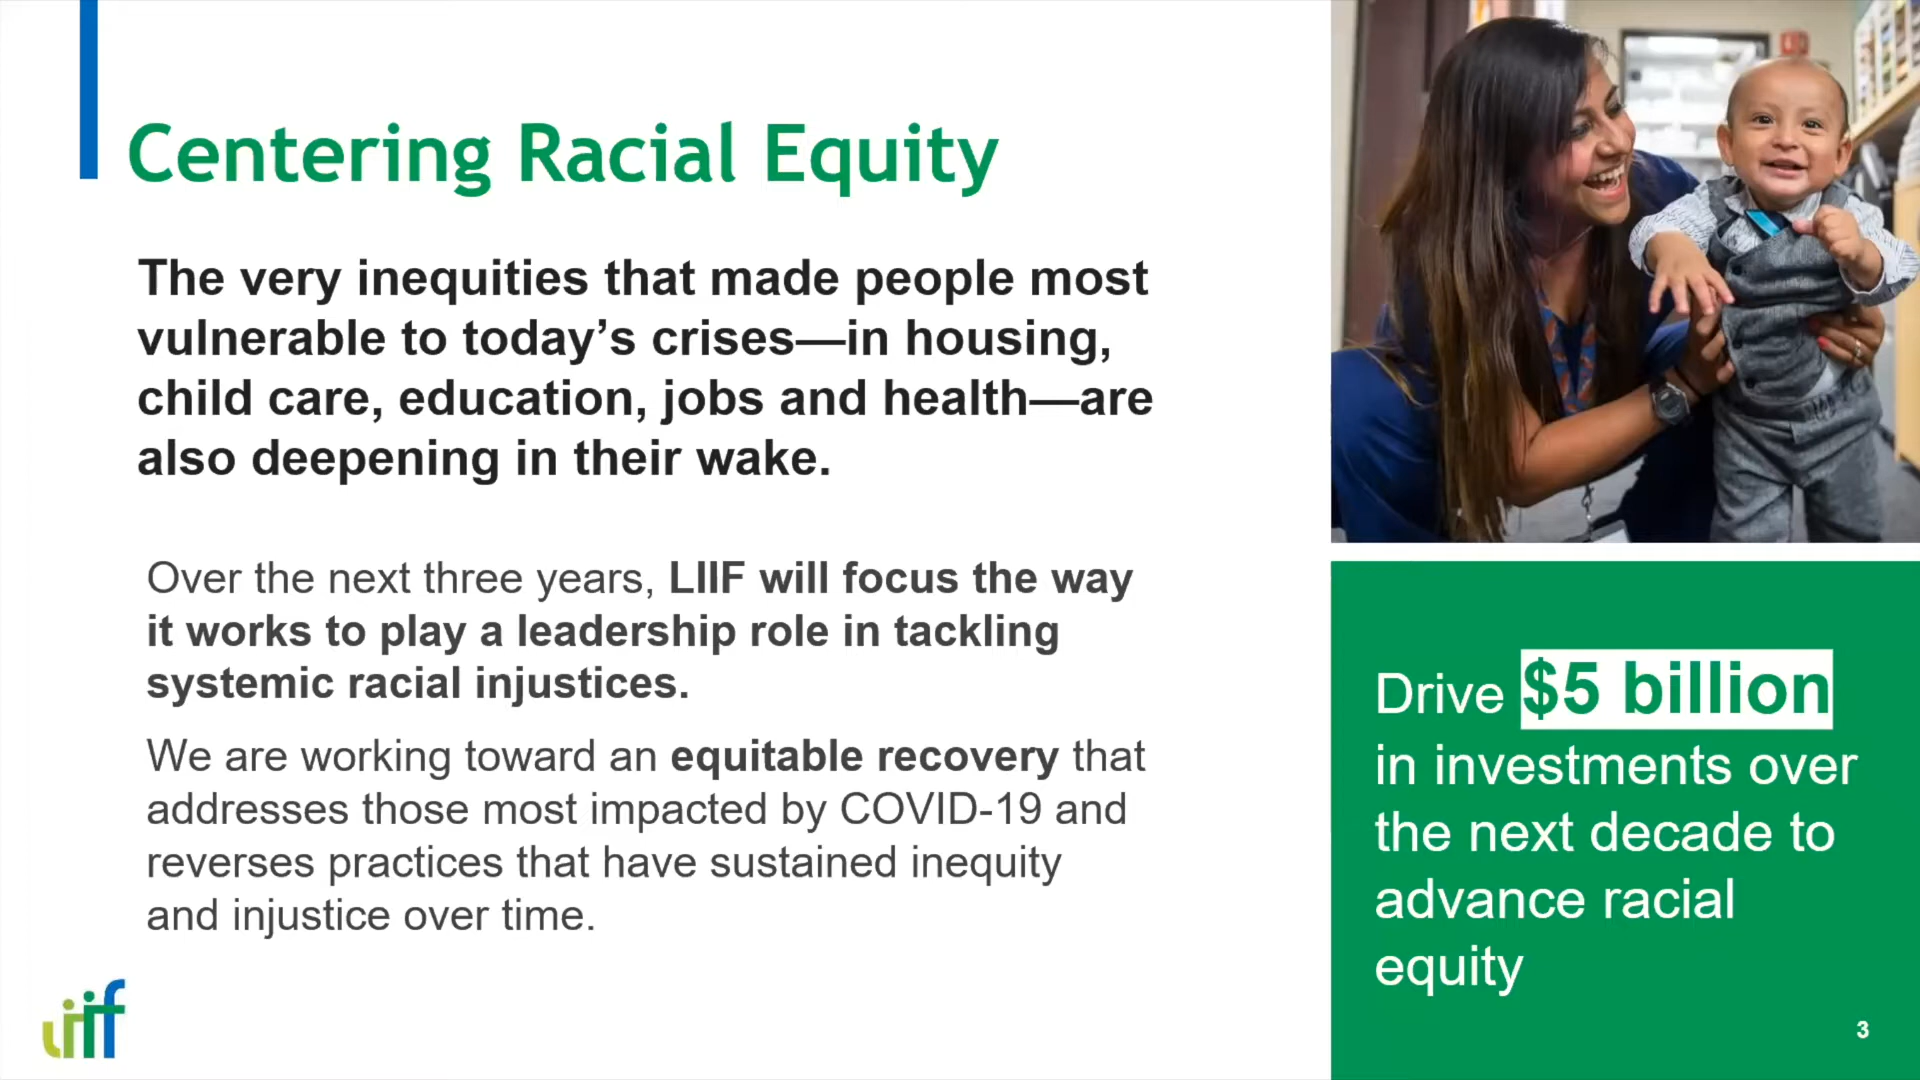 Centering Racial Equity
The very inequities that made people most
vulnerable to today’s crises—in housing,
child care, education, jobs and health—are
also deepening in their wake.
Over the next three years, LIIF will focus the way
it works to play a leadership role in tackling
systemic racial injustices.
We are working toward an equitable recovery that
addresses those most impacted by COVID-19 and
reverses practices that have sustained inequity
and injustice over time.
Drive $5 billion
in investments over
the next decade to
advance racial
equity
liif
3